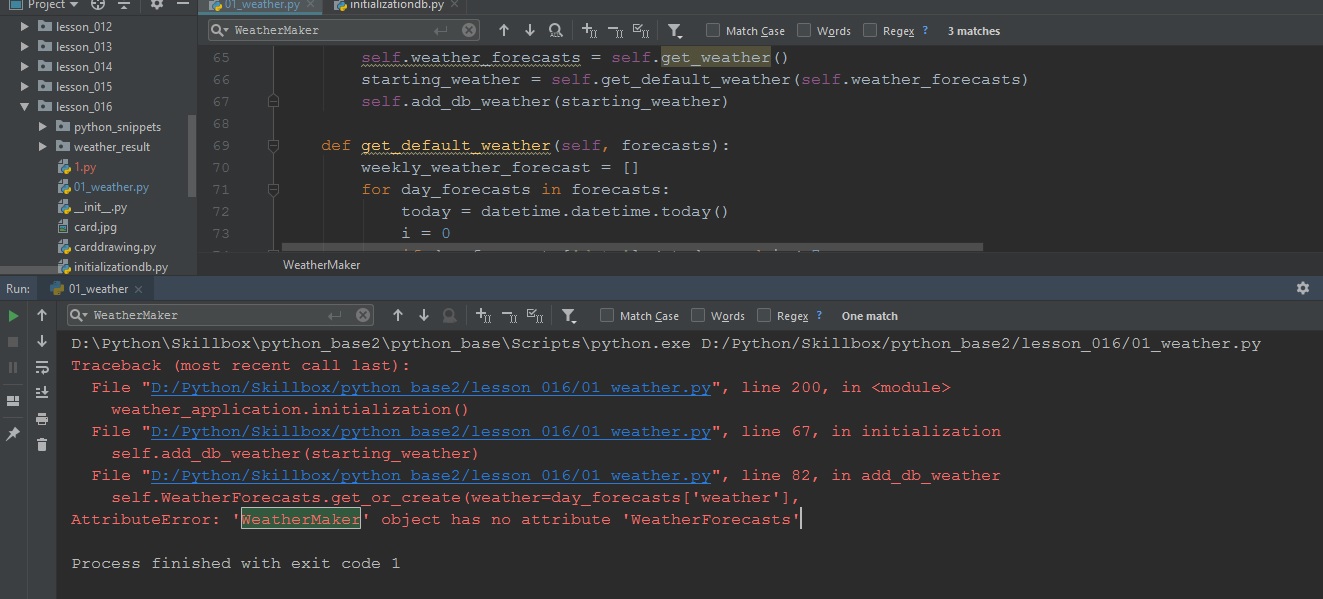 Project
01_weather.py
initializationdb.py
lesson_012
lesson_013
lesson_014
lesson_015
lesson_016
python_snippets
weather_result
1.py
01_weather.py
__init__.py
card.jpg
carddrawing.py
initializationdb.py
WeatherMaker Match Case Words Regex ? 3 matches
65 self.weather_forecasts = self.get_weather()
66 starting_weather = self.get_default_weather(self.weather_forecasts)
67 self.add_db_weather(starting_weather)
68
69 def get_default_weather(self, forecasts):
70 weekly_weather_forecast = []
71 for day_forecasts in forecasts:
72 today = datetime.datetime.today()
73 i = 0
WeatherMaker
Run: 01_weather
WeatherMaker Match Case Words Regex ? One match
D:\Python\Skillbox\python_base2\python_base\Scripts\python.exe D:/Python/Skillbox/python_base2/lesson_016/01_weather.py
Traceback (most recent call last):
File "D:/Python/Skillbox/python_base2/lesson_016/01_weather.py", line 200, in <module>
weather_application.initialization()
File "D:/Python/Skillbox/python_base2/lesson_016/01_weather.py", line 67, in initialization
self.add_db_weather(starting_weather)
File "D:/Python/Skillbox/python_base2/lesson_016/01_weather.py", line 82, in add_db_weather
self.WeatherForecasts.get_or_create(weather=day_forecasts['weather'],
AttributeError: 'WeatherMaker' object has no attribute 'WeatherForecasts'
Process finished with exit code 1